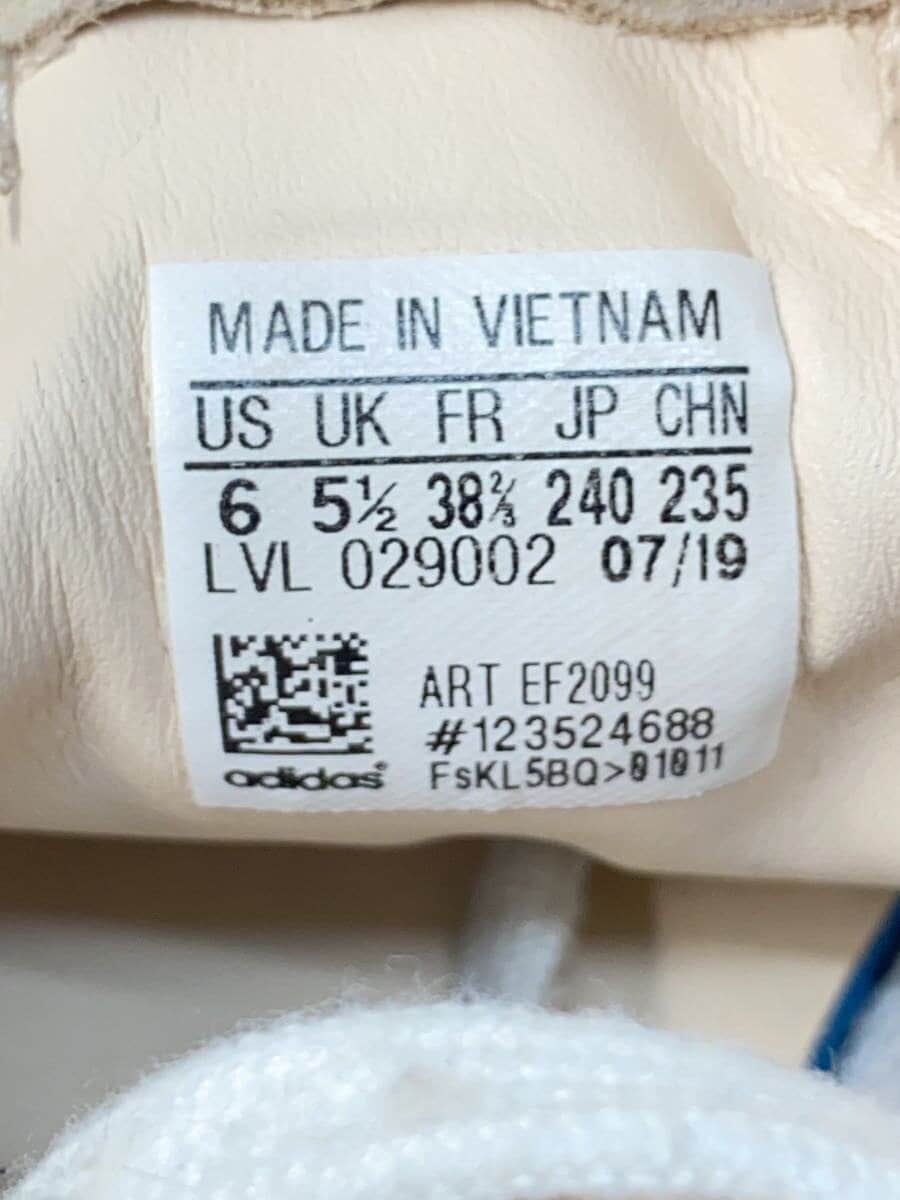 MADE IN VIETNAM
US UK FR JP CHN
6 5½ 38⅔ 240 235
LVL 029002 07/19
ART EF2099
#123524688
adidas® FsKL5BQ>01011